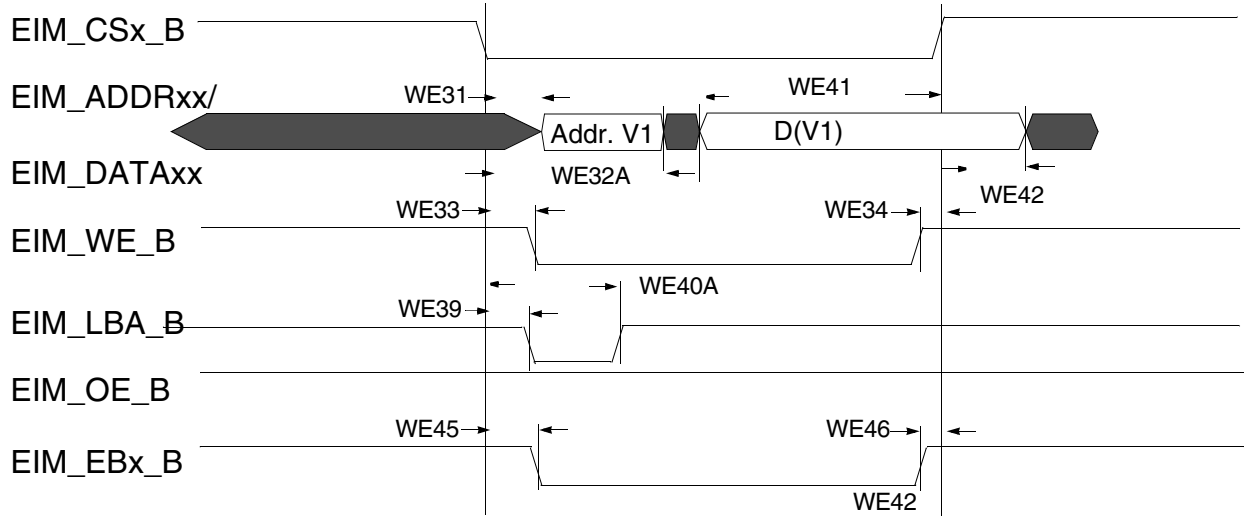 EIM_CSx_B
EIM_ADDRxx/
WE31
WE41
Addr. V1
D(V1)
EIM_DATAxx
WE32A
WE42
WE33
WE34
EIM_WE_B
WE40A
WE39
EIM_LBA_B
EIM_OE_B
WE45
WE46
EIM_EBx_B
WE42